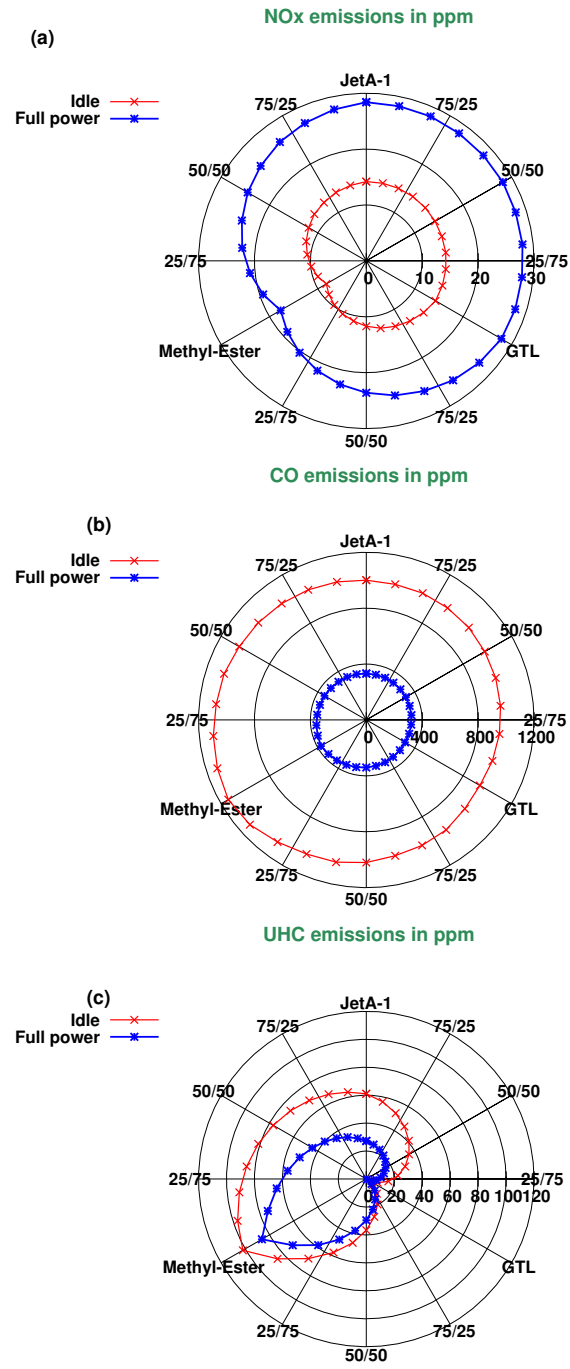 NOx emissions in ppm
(a)
Idle
Full power
JetA-1
75/25
75/25
50/50
50/50
25/75
25/75
0 10 20 30
Methyl-Ester
GTL
25/75
75/25
50/50
CO emissions in ppm
(b)
Idle
Full power
JetA-1
75/25
75/25
50/50
50/50
25/75
25/75
0 400 800 1200
Methyl-Ester
GTL
25/75
75/25
50/50
UHC emissions in ppm
(c)
Idle
Full power
JetA-1
75/25
75/25
50/50
50/50
25/75
25/75
0 20 40 60 80 100 120
Methyl-Ester
GTL
25/75
75/25
50/50